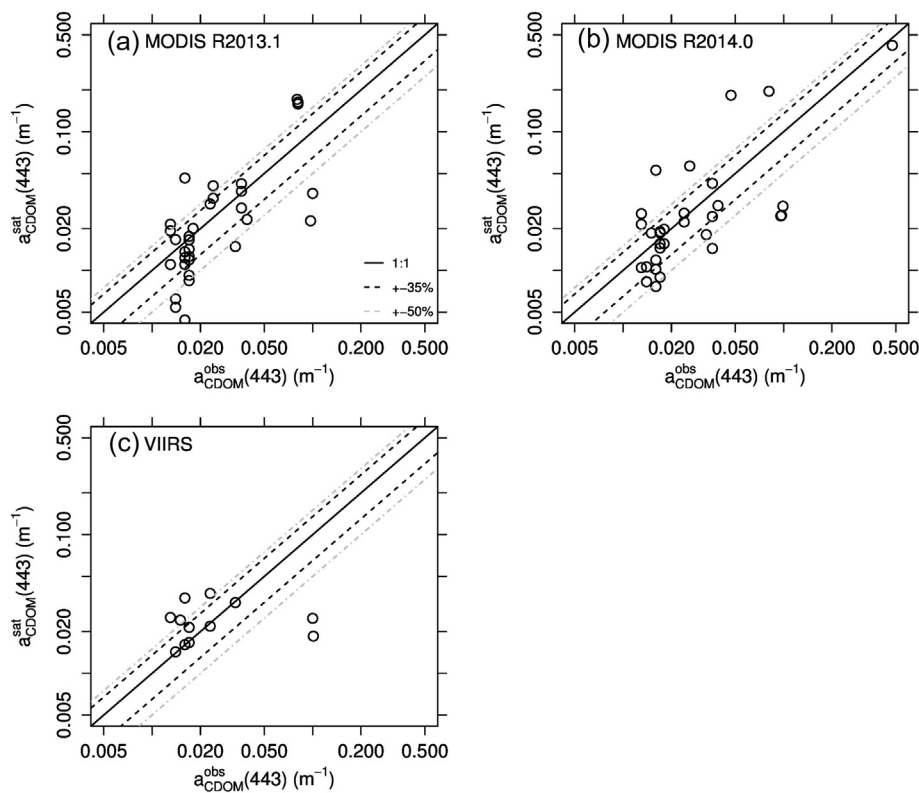 (a) MODIS R2013.1
0.500
0.100
0.020
0.005
a^sat_CDOM(443) (m^−1)
1:1
+−35%
+−50%
0.005 0.020 0.050 0.200
a^obs_CDOM(443) (m^−1)
(b) MODIS R2014.0
0.500
0.100
0.020
0.005
a^sat_CDOM(443) (m^−1)
0.005 0.020 0.050 0.200 0.500
a^obs_CDOM(443) (m^−1)
(c) VIIRS
0.500
0.100
0.020
0.005
a^sat_CDOM(443) (m^−1)
0.005 0.020 0.050 0.200 0.500
a^obs_CDOM(443) (m^−1)